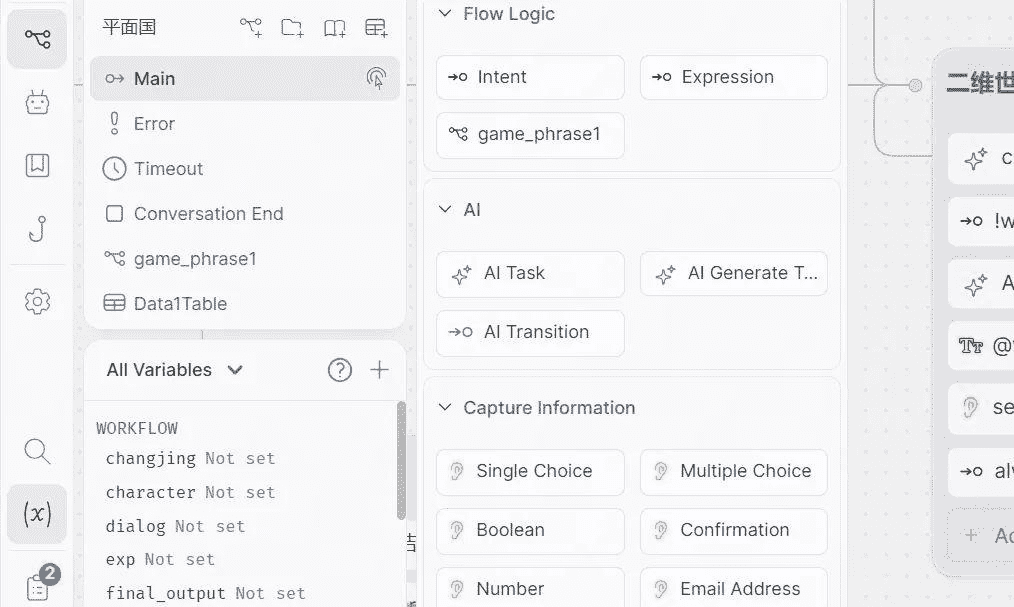 平面国
Main
Error
Timeout
Conversation End
game_phrase1
Data1Table
All Variables
WORKFLOW
changjing Not set
character Not set
dialog Not set
exp Not set
final_output Not set
(x)
2
Flow Logic
Intent
Expression
game_phrase1
AI
AI Task
AI Generate T...
AI Transition
Capture Information
Single Choice
Multiple Choice
Boolean
Confirmation
Number
Email Address
二维世
c
!w
A
@
se
+ Ad